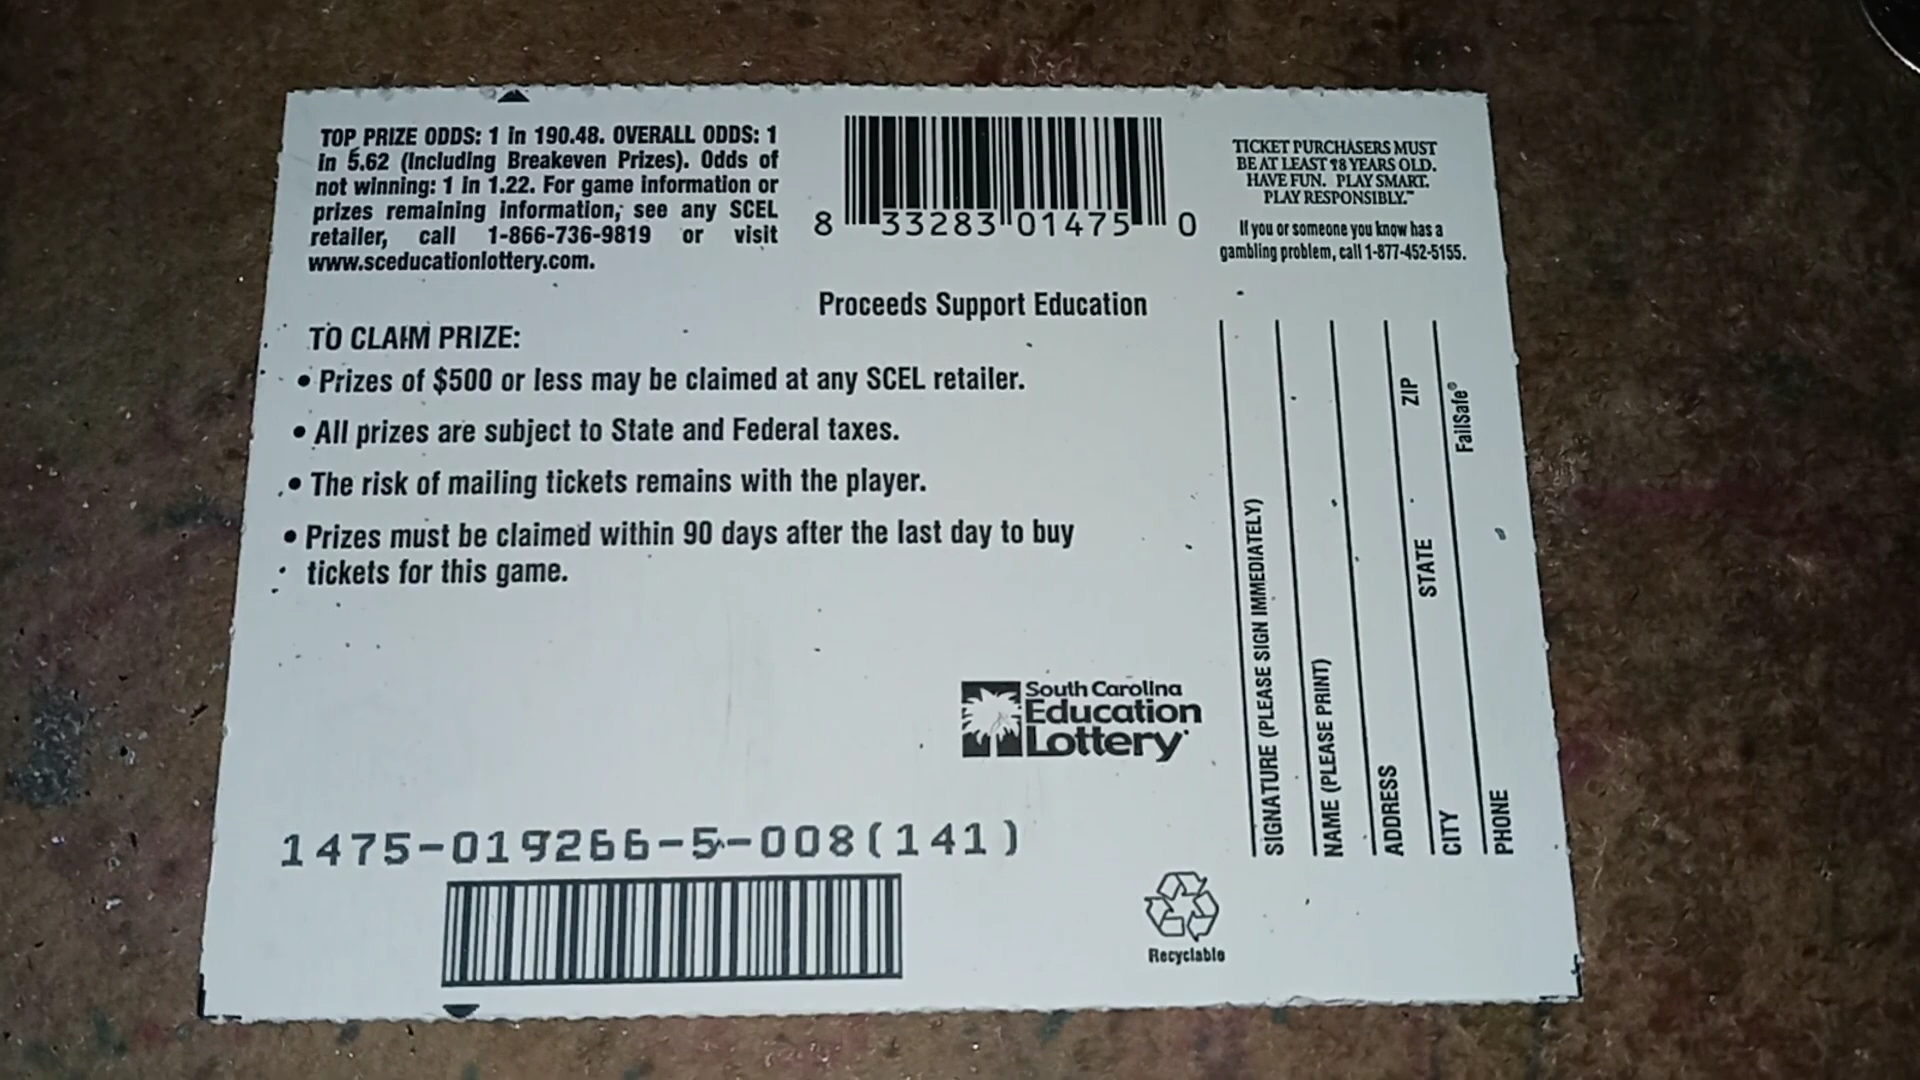 TOP PRIZE ODDS: 1 in 190.48. OVERALL ODDS: 1
in 5.62 (Including Breakeven Prizes). Odds of
not winning: 1 in 1.22. For game information or
prizes remaining information, see any SCEL
retailer, call 1-866-736-9819 or visit
www.sceducationlottery.com.
8 33283 01475 0
TICKET PURCHASERS MUST
BE AT LEAST 18 YEARS OLD.
HAVE FUN. PLAY SMART.
PLAY RESPONSIBLY.™
If you or someone you know has a
gambling problem, call 1-877-452-5155.
Proceeds Support Education
TO CLAIM PRIZE:
• Prizes of $500 or less may be claimed at any SCEL retailer.
• All prizes are subject to State and Federal taxes.
• The risk of mailing tickets remains with the player.
• Prizes must be claimed within 90 days after the last day to buy
tickets for this game.
South Carolina
Education
Lottery
1475-019266-5-008(141)
Recyclable
SIGNATURE (PLEASE SIGN IMMEDIATELY)
NAME (PLEASE PRINT)
ADDRESS
CITY STATE ZIP
PHONE
FailSafe®